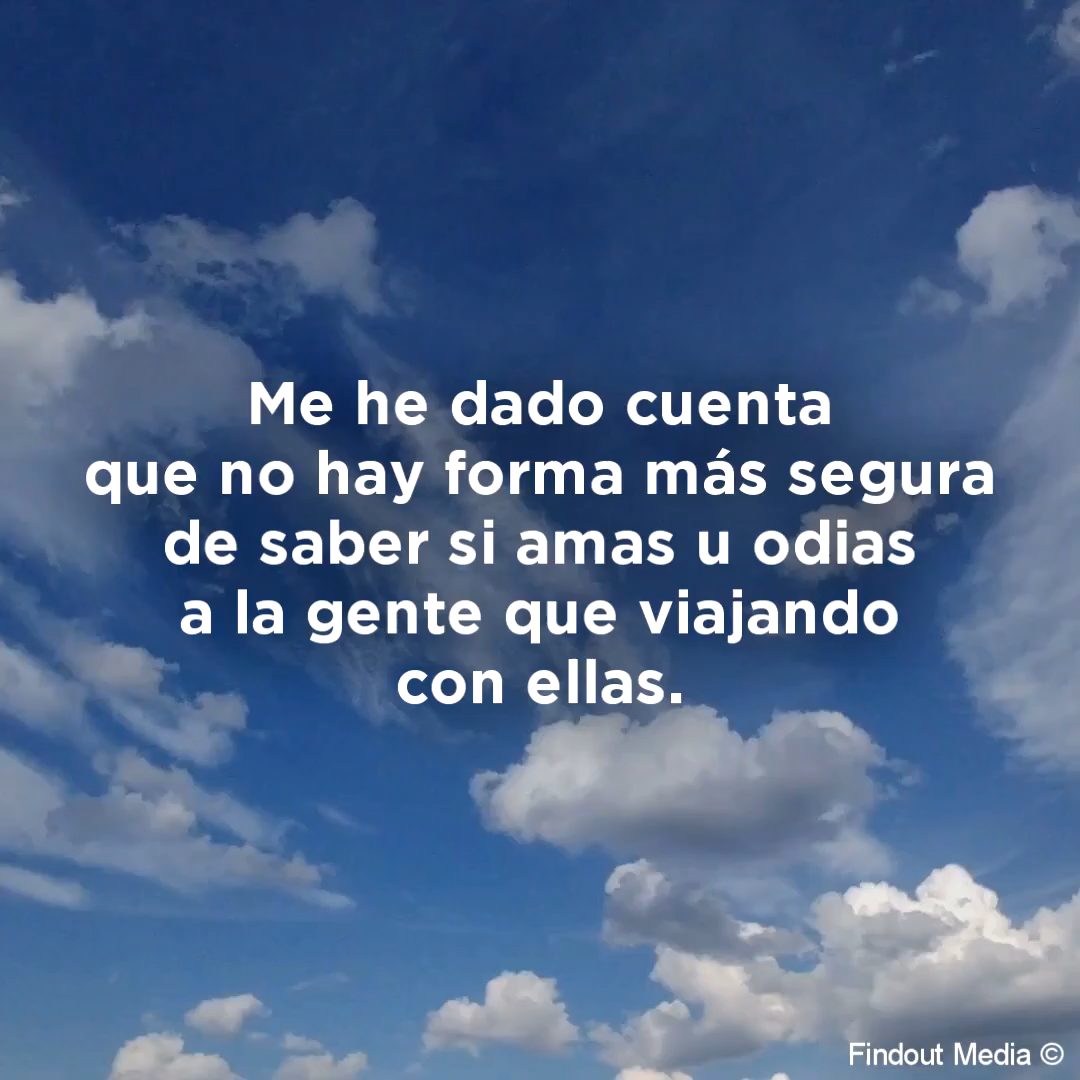 Me he dado cuenta
que no hay forma más segura
de saber si amas u odias
a la gente que viajando
con ellas.
Findout Media ©